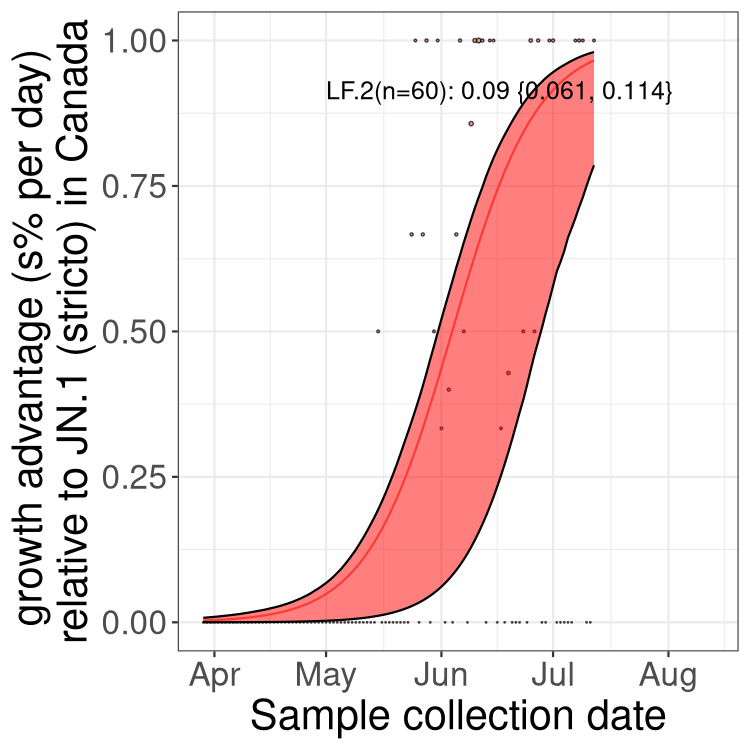 growth advantage (s% per day)
relative to JN.1 (stricto) in Canada
1.00
0.75
0.50
0.25
0.00
LF.2(n=60): 0.09 {0.061, 0.114}
Apr May Jun Jul Aug
Sample collection date